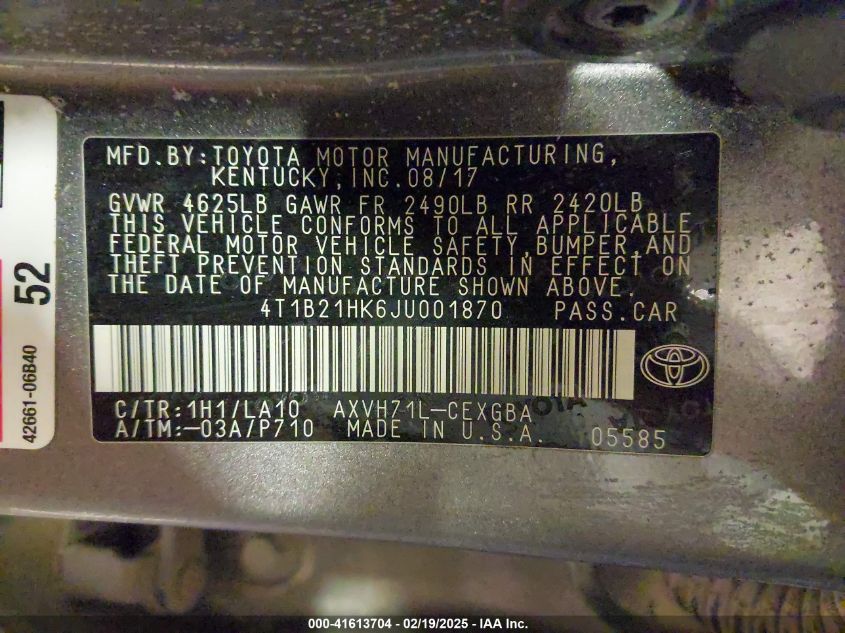 MFD.BY:TOYOTA MOTOR MANUFACTURING,
KENTUCKY,INC.08/17
GVWR 4625LB GAWR FR 2490LB RR 2420LB
THIS VEHICLE CONFORMS TO ALL APPLICABLE
FEDERAL MOTOR VEHICLE SAFETY,BUMPER,AND
THEFT PREVENTION STANDARDS IN EFFECT ON
THE DATE OF MANUFACTURE SHOWN ABOVE.
4T1B21HK6JU001870 PASS.CAR
C/TR:1H1/LA10 AXVH71L-CEXGBA
A/TM:-03A/P710 MADE IN U.S.A. 05585
52
42661-06B40
000-41613704 - 02/19/2025 - IAA Inc.